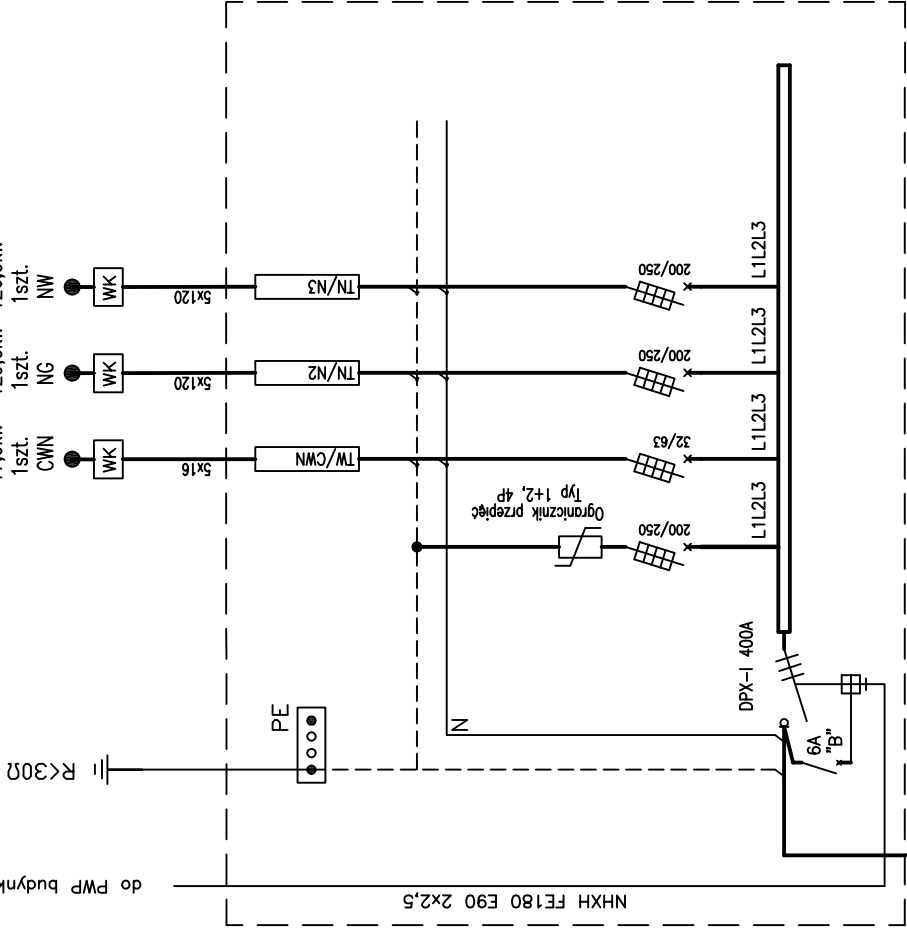 1szt.
NW
WK
5x120
TN/N3
200/250
L1L2L3
1szt.
NG
WK
5x120
TN/N2
200/250
L1L2L3
1szt.
CWN
WK
5x16
TW/CWN
32/63
L1L2L3
Ogranicznik przepięć
Typ 1+2, 4P
200/250
L1L2L3
DPX-I 400A
6A
"B"
PE
N
R<30Ω
do PWP budynk
NHXH FE180 E90 2x2,5